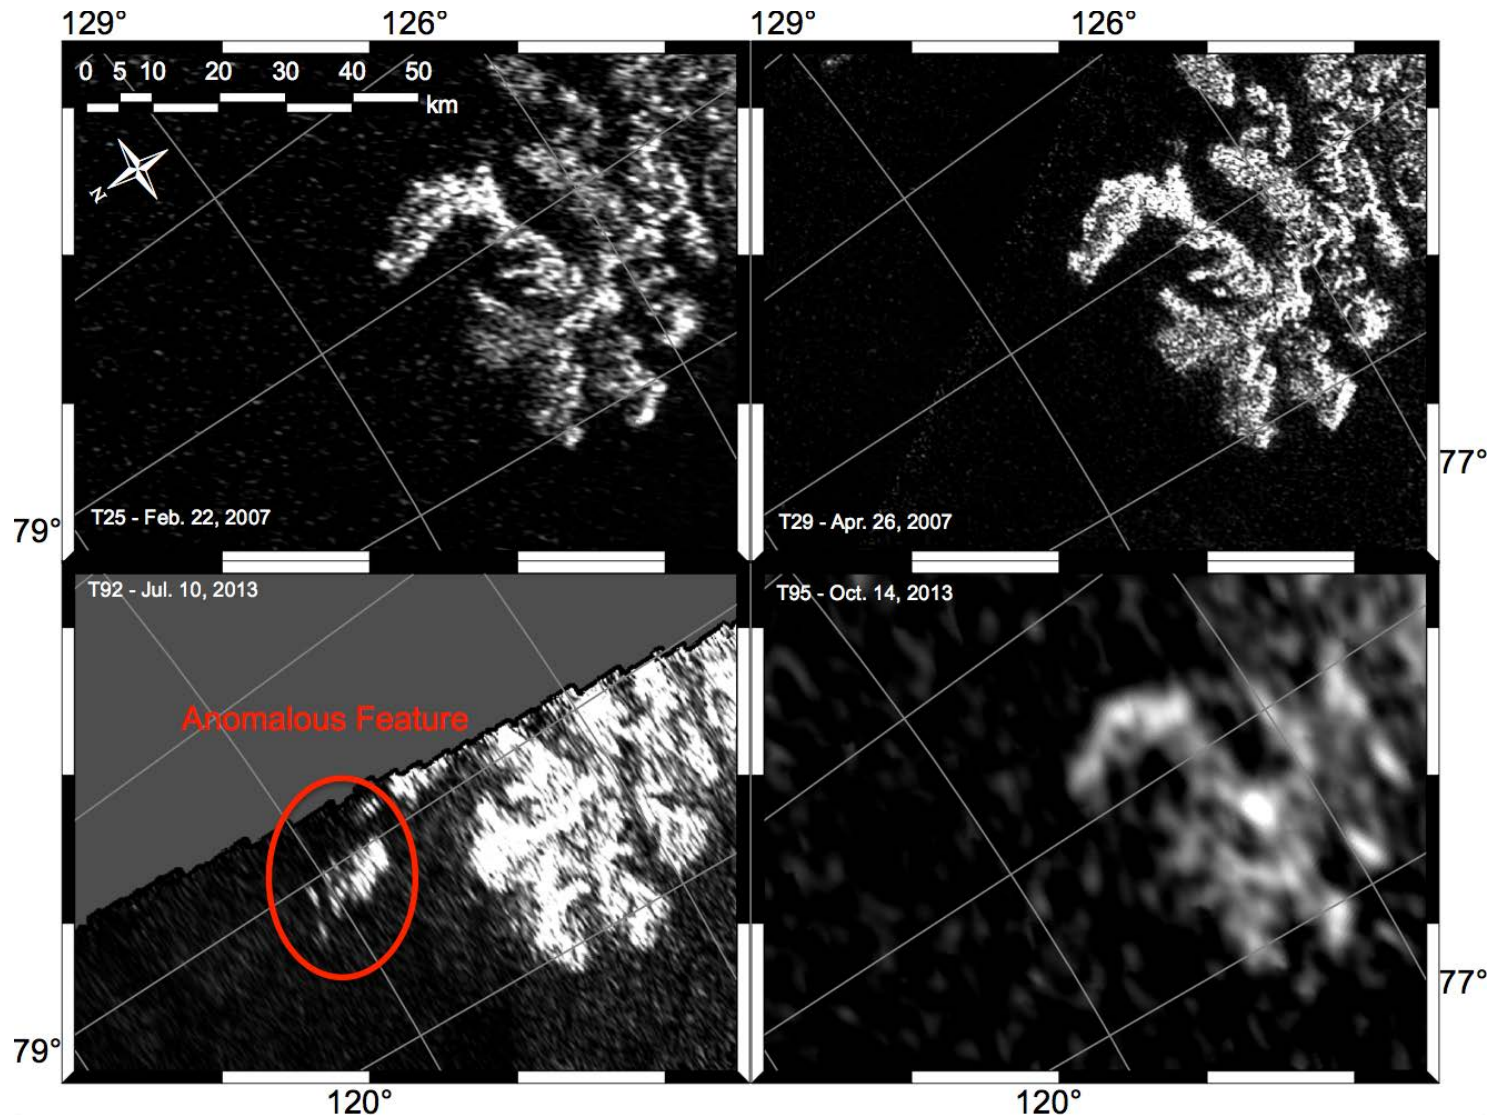 129° 126° 129° 126°
0 5 10 20 30 40 50
km
N
T25 - Feb. 22, 2007
T29 - Apr. 26, 2007
77°
79°
T92 - Jul. 10, 2013
T95 - Oct. 14, 2013
Anomalous Feature
77°
79°
120° 120°